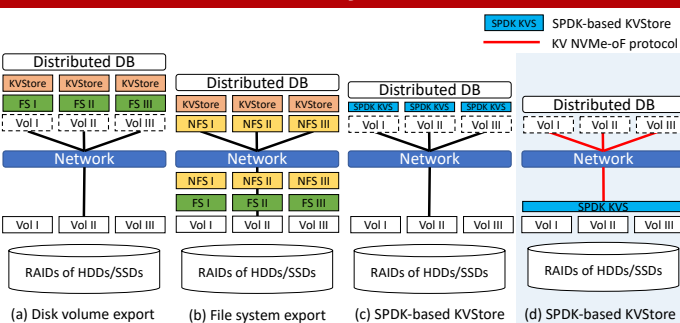 SPDK KVS SPDK-based KVStore
KV NVMe-oF protocol
Distributed DB
KVStore KVStore KVStore
FS I FS II FS III
Vol I Vol II Vol III
Network
Vol I Vol II Vol III
RAIDs of HDDs/SSDs
(a) Disk volume export
Distributed DB
KVStore KVStore KVStore
NFS I NFS II NFS III
Network
NFS I NFS II NFS III
FS I FS II FS III
Vol I Vol II Vol III
RAIDs of HDDs/SSDs
(b) File system export
Distributed DB
SPDK KVS SPDK KVS SPDK KVS
Vol I Vol II Vol III
Network
Vol I Vol II Vol III
RAIDs of HDDs/SSDs
(c) SPDK-based KVStore
Distributed DB
Vol I Vol II Vol III
Network
SPDK KVS
Vol I Vol II Vol III
RAIDs of HDDs/SSDs
(d) SPDK-based KVStore